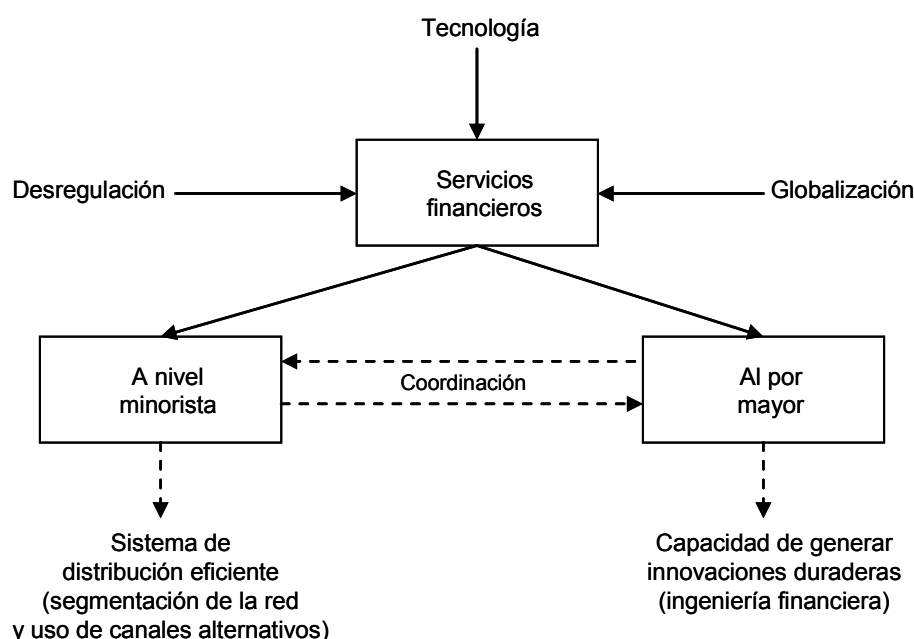 Tecnología
Servicios
financieros
Desregulación
Globalización
A nivel
minorista
Coordinación
Al por
mayor
Sistema de
distribución eficiente
(segmentación de la red
y uso de canales alternativos)
Capacidad de generar
innovaciones duraderas
(ingeniería financiera)